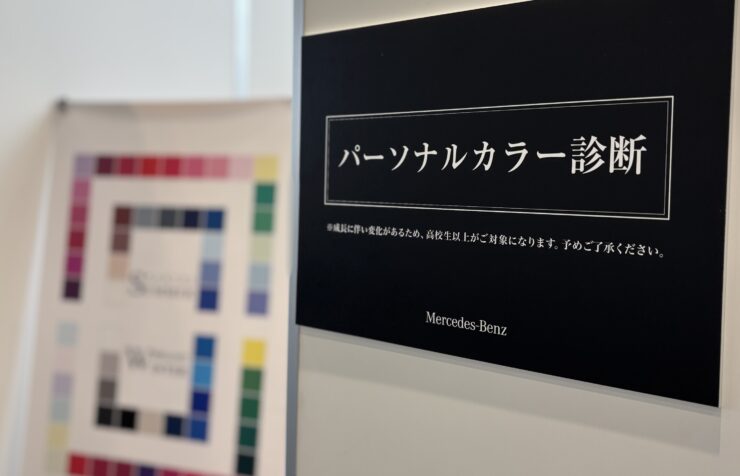 パーソナルカラー診断
※成長に伴い変化があるため、高校生以上がご対象になります。予めご了承ください。
Mercedes-Benz